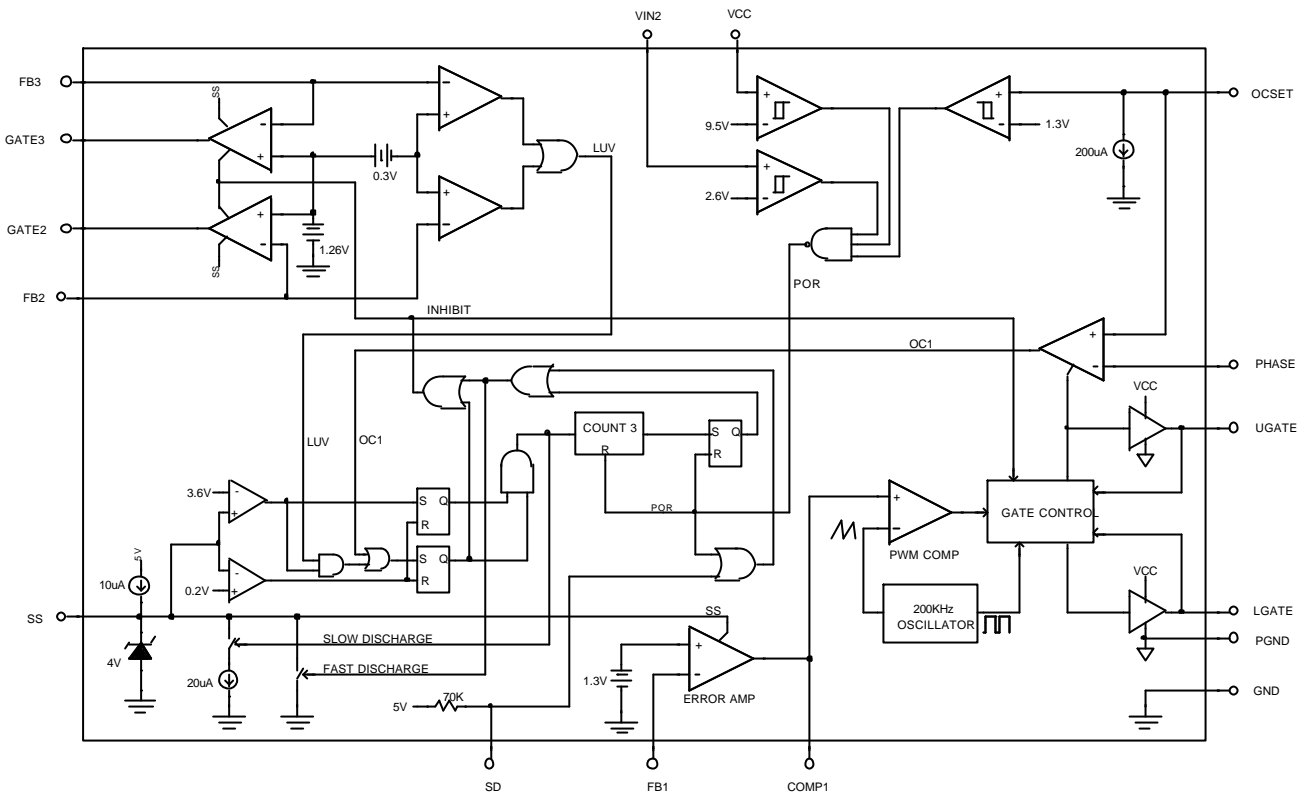 VIN2
VCC
FB3
SS
OCSET
9.5V
1.3V
GATE3
LUV
200uA
0.3V
2.6V
GATE2
1.26V
SS
POR
FB2
INHIBIT
OC1
PHASE
VCC
COUNT 3
R
S Q
R
UGATE
LUV
OC1
3.6V
S Q
R
POR
GATE CONTROL
PWM COMP
5V
S Q
R
10uA
0.2V
VCC
SS
SS
200KHz
OSCILLATOR
LGATE
SLOW DISCHARGE
PGND
4V
FAST DISCHARGE
20uA
1.3V
ERROR AMP
GND
5V
70K
SD
FB1
COMP1